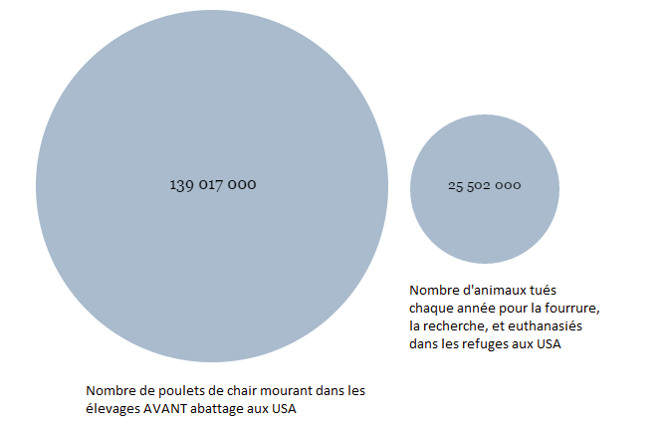 139 017 000
25 502 000
Nombre d'animaux tués
chaque année pour la fourrure,
la recherche, et euthanasiés
dans les refuges aux USA
Nombre de poulets de chair mourant dans les
élevages AVANT abattage aux USA